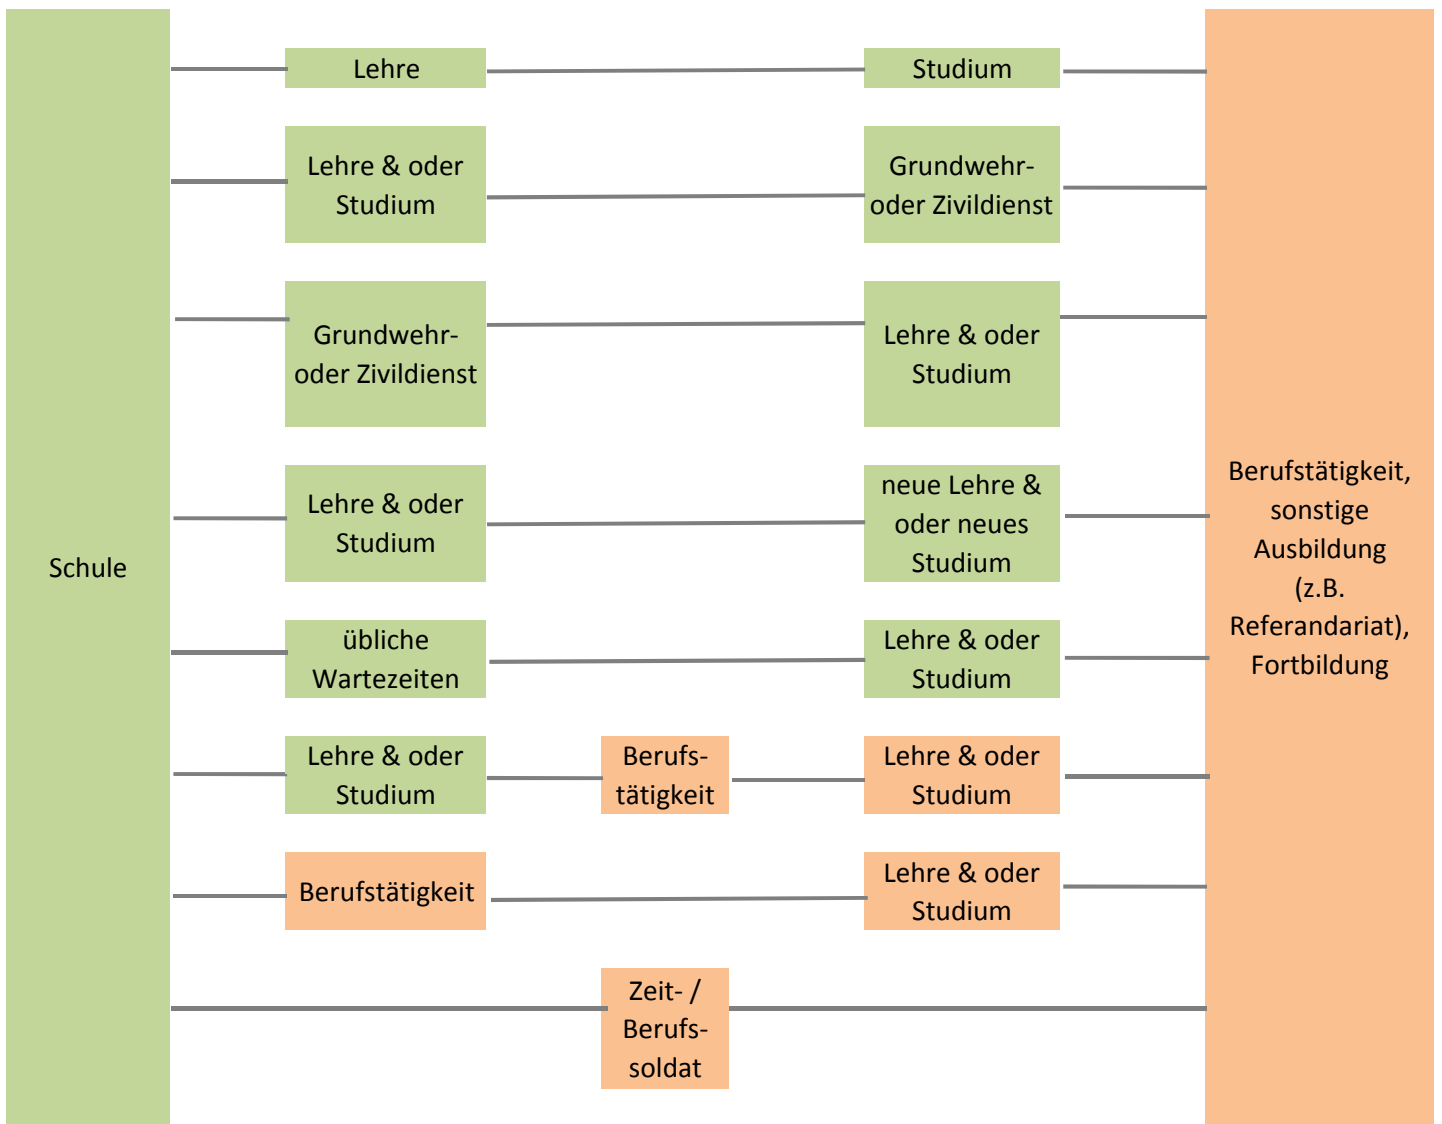 Schule
Lehre
Studium
Lehre & oder
Studium
Grundwehr-
oder Zivildienst
Grundwehr-
oder Zivildienst
Lehre & oder
Studium
Lehre & oder
Studium
neue Lehre &
oder neues
Studium
übliche
Wartezeiten
Lehre & oder
Studium
Lehre & oder
Studium
Berufs-
tätigkeit
Lehre & oder
Studium
Berufstätigkeit
Lehre & oder
Studium
Zeit- /
Berufs-
soldat
Berufstätigkeit,
sonstige
Ausbildung
(z.B.
Referandariat),
Fortbildung